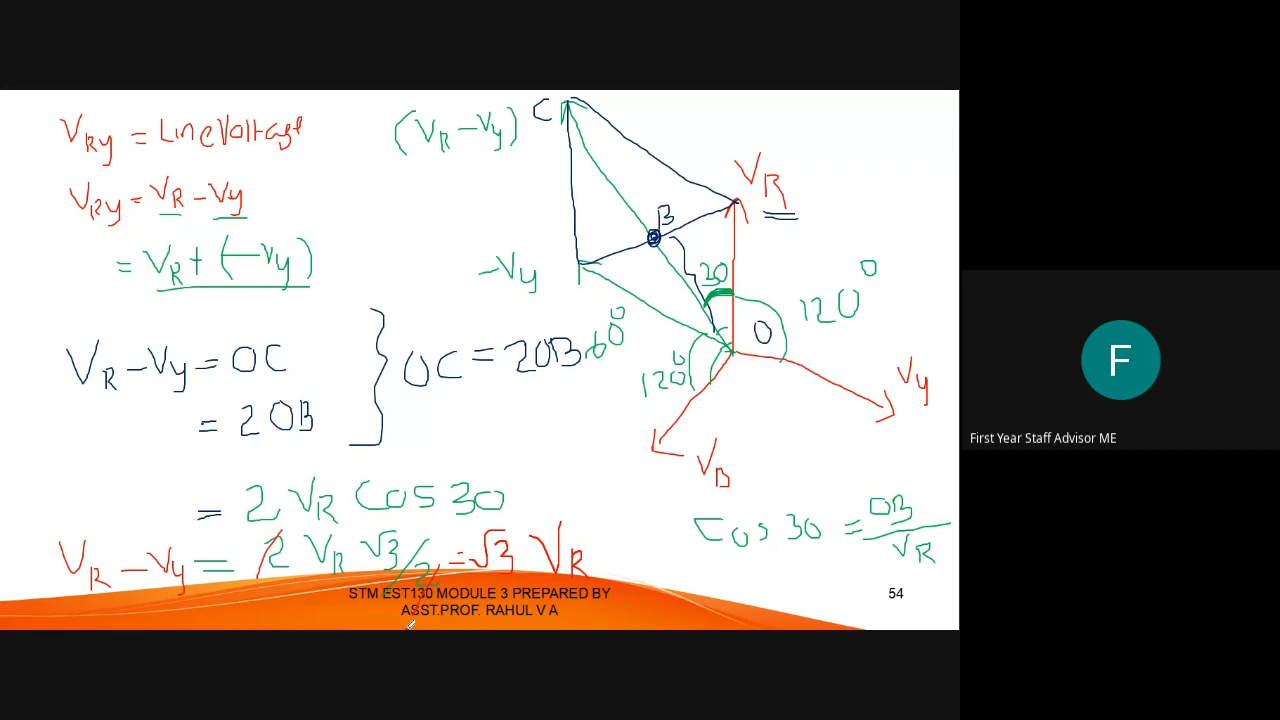 VRy = Line Voltage
VRy = VR - Vy
= VR + (-Vy)
VR - Vy = OC
= 2OB
OC = 2OB
= 2 VR Cos 30
VR - Vy = 2 VR √3/2 = √3 VR
(VR - Vy)
C
VR
B
-Vy
30
120°
O
60°
120°
Vy
VB
Cos 30 = OB/VR
STM EST130 MODULE 3 PREPARED BY
ASST.PROF. RAHUL V A
54
F
First Year Staff Advisor ME